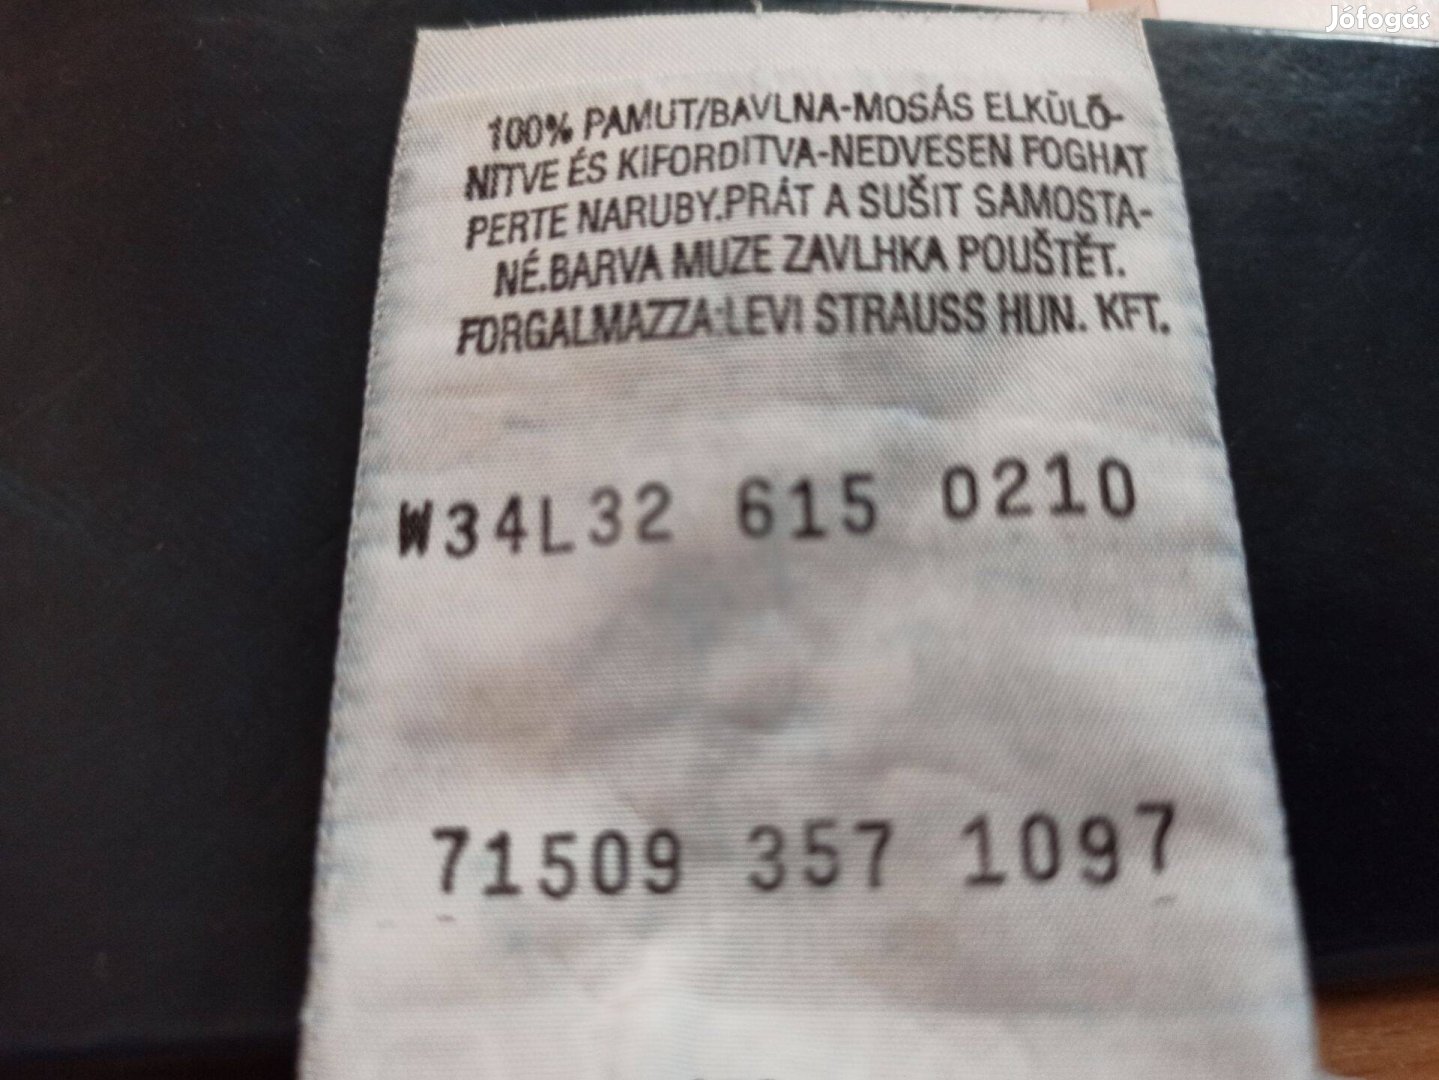 Jófogás
100% PAMUT/BAVLNA-MOSÁS ELKÜLÖ-
NITVE ÉS KIFORDITVA-NEDVESEN FOGHAT
PERTE NARUBY.PRÁT A SUŠIT SAMOSTA-
NÉ.BARVA MUZE ZAVLHKA POUŠTĚT.
FORGALMAZZA:LEVI STRAUSS HUN. KFT.
W34L32 615 0210
71509 357 1097